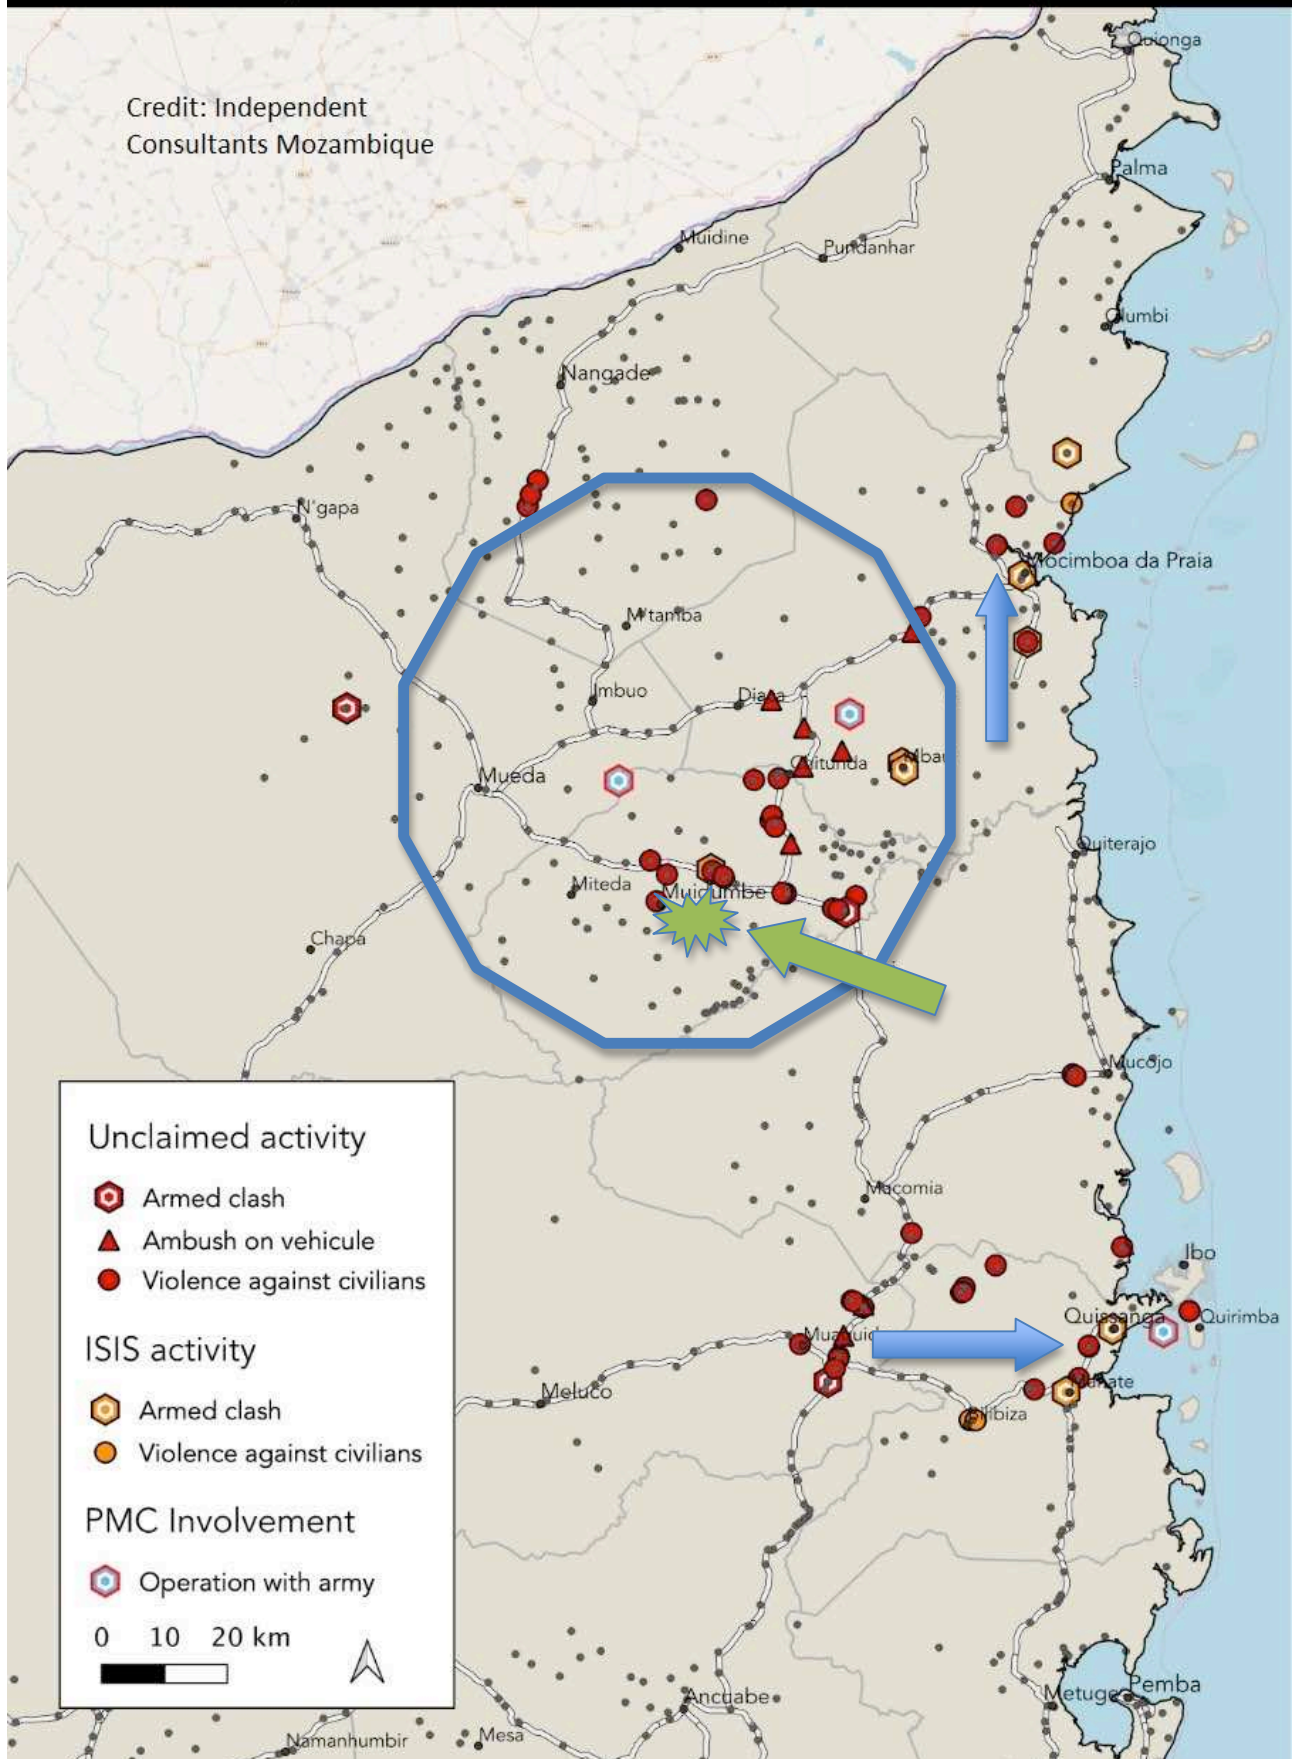 Credit: Independent
Consultants Mozambique
Quionga
Palma
Muidine
Pundanhar
Olumbi
Nangade
N'gapa
Mocimboa da Praia
M'tamba
Imbuo
Diaca
Chitunda
Mbau
Mueda
Quiterajo
Miteda
Muidumbe
Chapa
Mucojo
Macomia
Ibo
Quissanga
Quirimba
Meluco
Mahate
Bilibiza
Unclaimed activity
Armed clash
Ambush on vehicule
Violence against civilians
ISIS activity
Armed clash
Violence against civilians
PMC Involvement
Operation with army
0 10 20 km
Ancuabe
Metuge
Pemba
Namanhumbir
Mesa